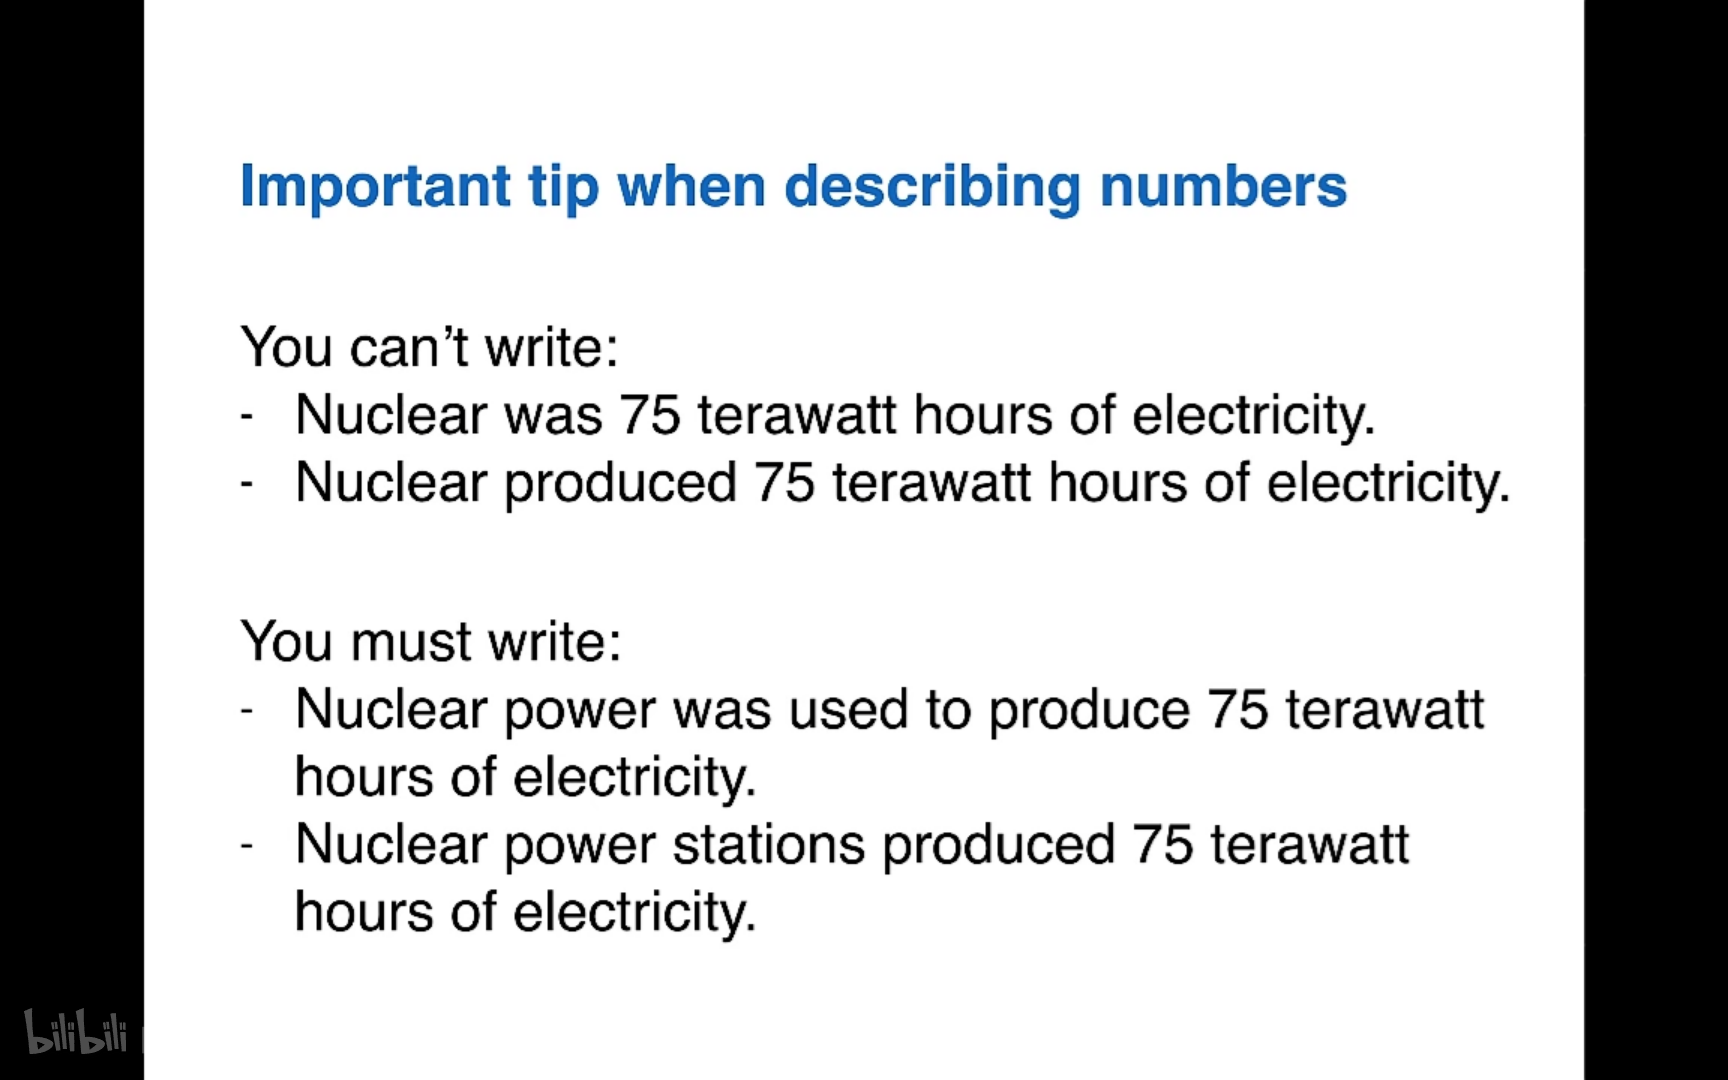 Important tip when describing numbers
You can’t write:
- Nuclear was 75 terawatt hours of electricity.
- Nuclear produced 75 terawatt hours of electricity.
You must write:
- Nuclear power was used to produce 75 terawatt
hours of electricity.
- Nuclear power stations produced 75 terawatt
hours of electricity.
bilibili